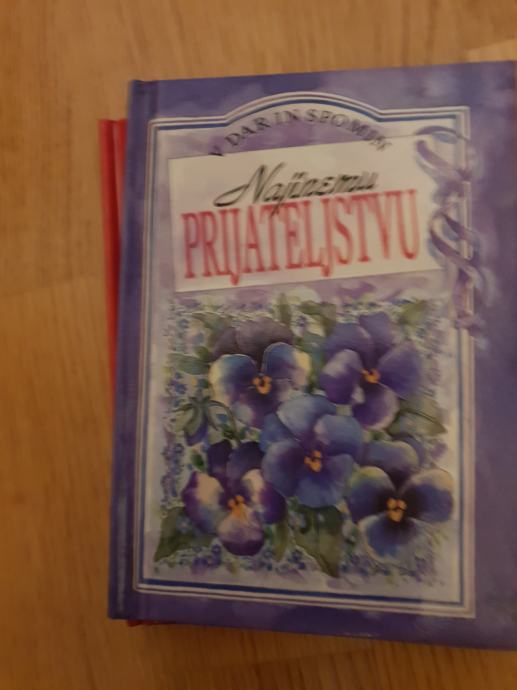 V DAR IN SPOMIN
Najinemu
PRIJATELJSTVU